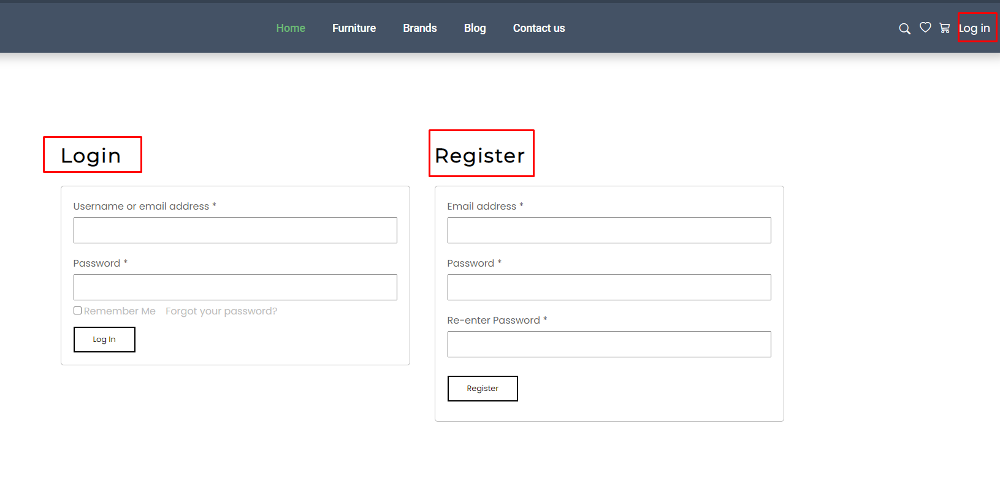 Home Furniture Brands Blog Contact us Log in
Login
Username or email address *
Password *
Remember Me Forgot your password?
Log In
Register
Email address *
Password *
Re-enter Password *
Register